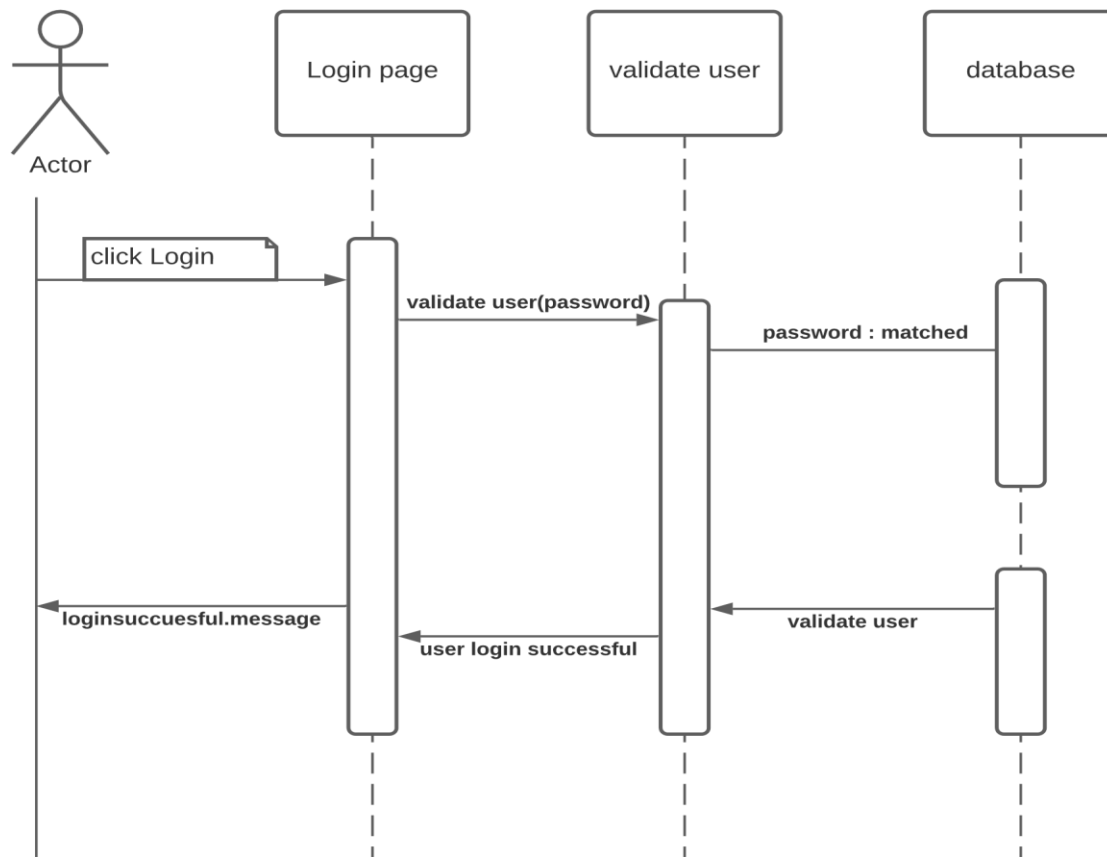 Login page
validate user
database
Actor
click Login
validate user(password)
password : matched
loginsuccuesful.message
validate user
user login successful